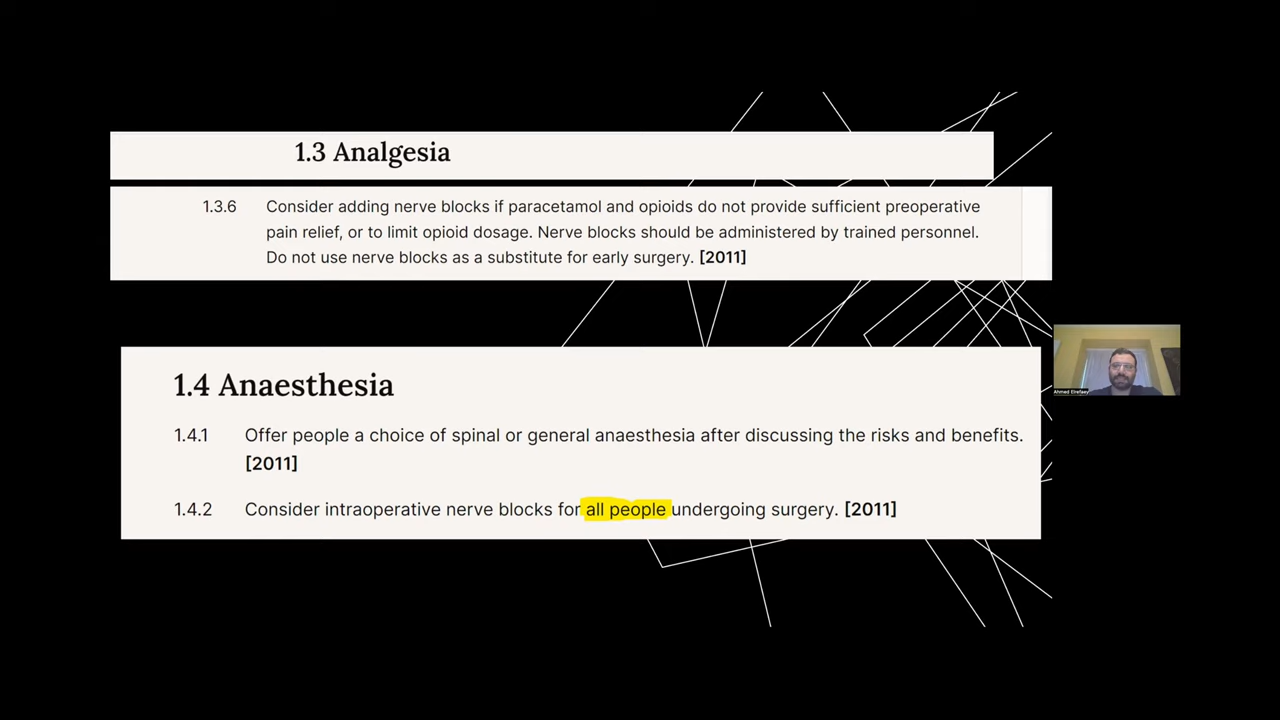 1.3 Analgesia
1.3.6 Consider adding nerve blocks if paracetamol and opioids do not provide sufficient preoperative
pain relief, or to limit opioid dosage. Nerve blocks should be administered by trained personnel.
Do not use nerve blocks as a substitute for early surgery. [2011]
1.4 Anaesthesia
1.4.1 Offer people a choice of spinal or general anaesthesia after discussing the risks and benefits.
[2011]
1.4.2 Consider intraoperative nerve blocks for all people undergoing surgery. [2011]
Ahmed Elrefaey